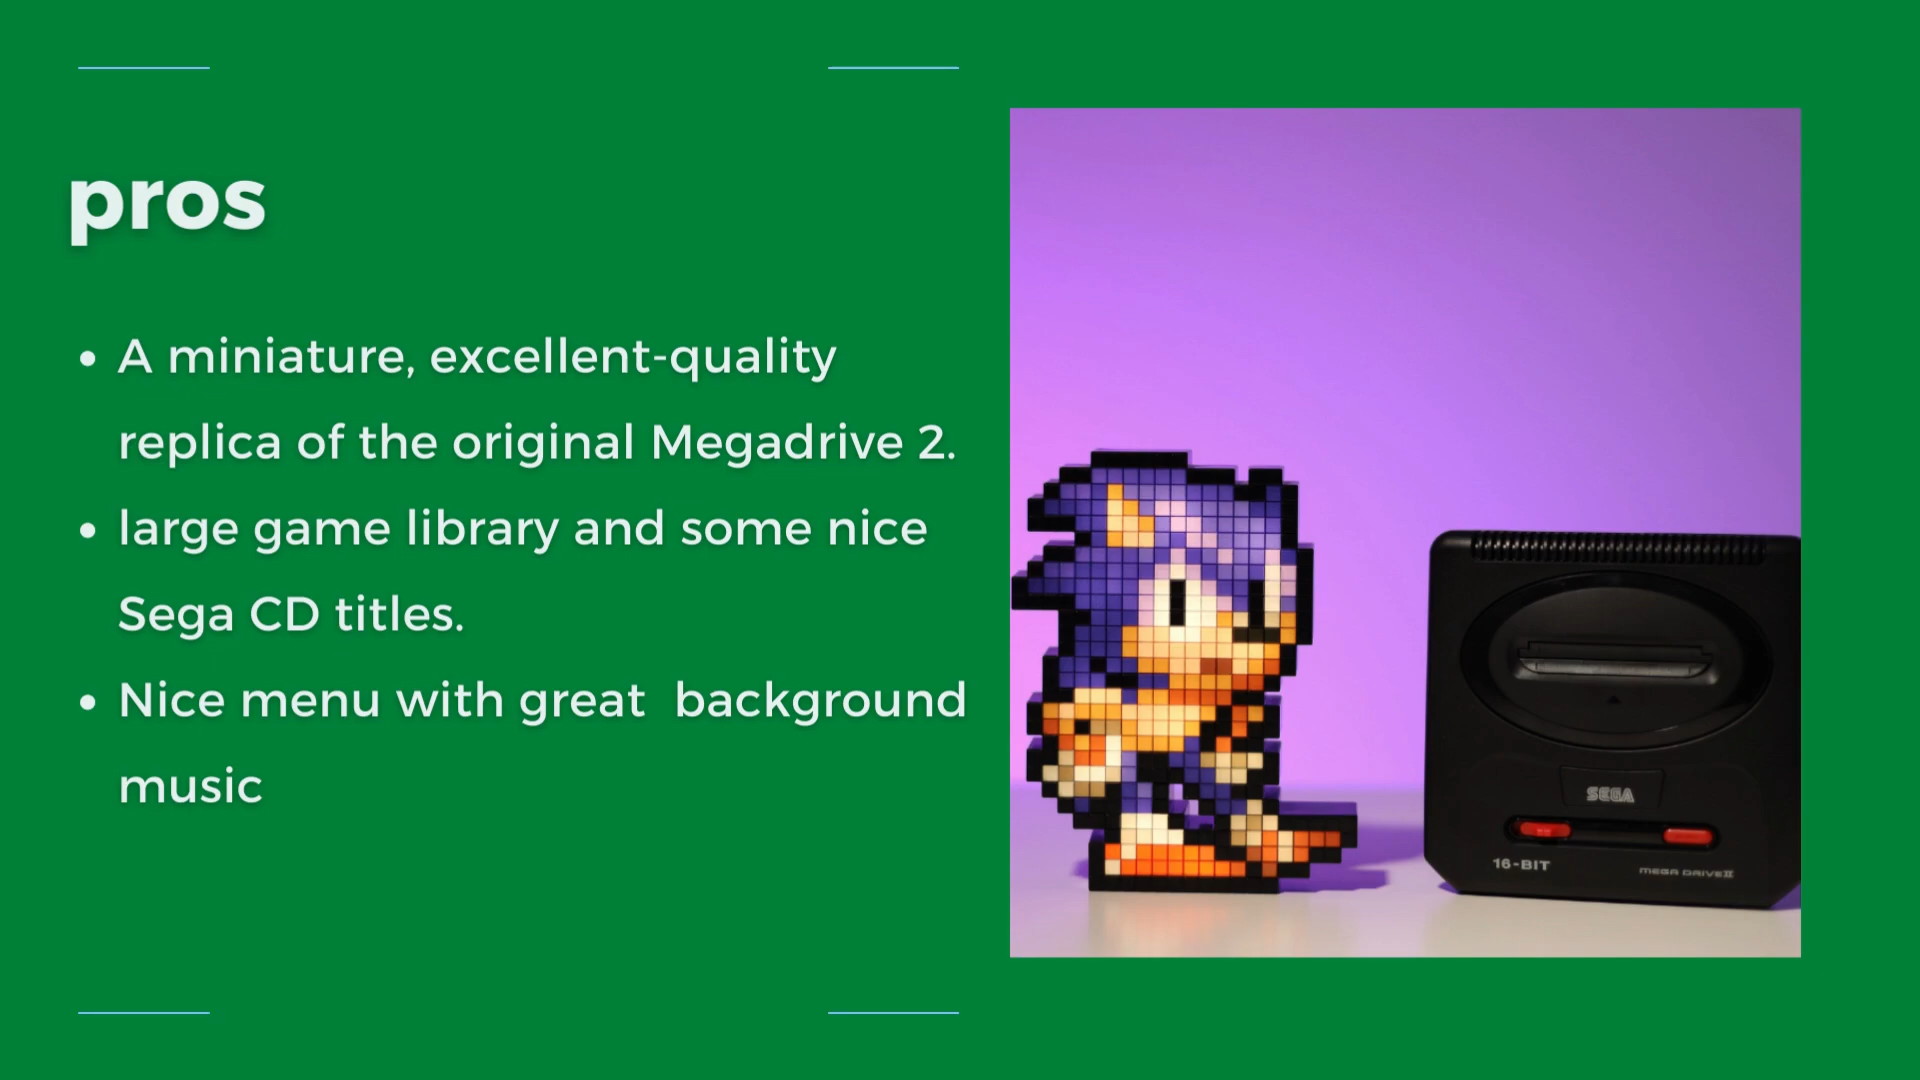 pros
• A miniature, excellent-quality
replica of the original Megadrive 2.
• large game library and some nice
Sega CD titles.
• Nice menu with great  background
music
SEGA
16-BIT
MEGA DRIVE II